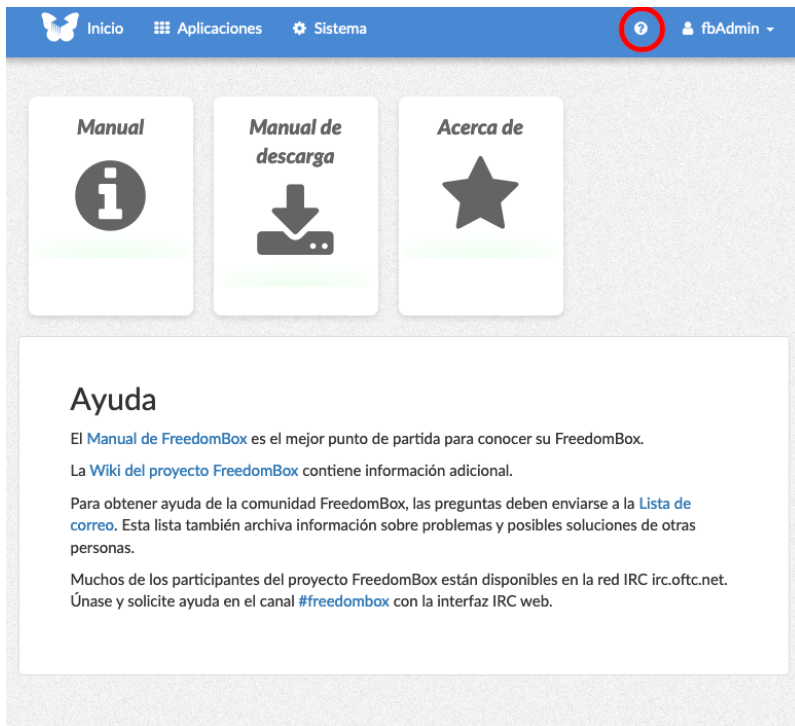 Inicio Aplicaciones Sistema fbAdmin
Manual
Manual de
descarga
Acerca de
Ayuda
El Manual de FreedomBox es el mejor punto de partida para conocer su FreedomBox.
La Wiki del proyecto FreedomBox contiene información adicional.
Para obtener ayuda de la comunidad FreedomBox, las preguntas deben enviarse a la Lista de
correo. Esta lista también archiva información sobre problemas y posibles soluciones de otras
personas.
Muchos de los participantes del proyecto FreedomBox están disponibles en la red IRC irc.oftc.net.
Únase y solicite ayuda en el canal #freedombox con la interfaz IRC web.